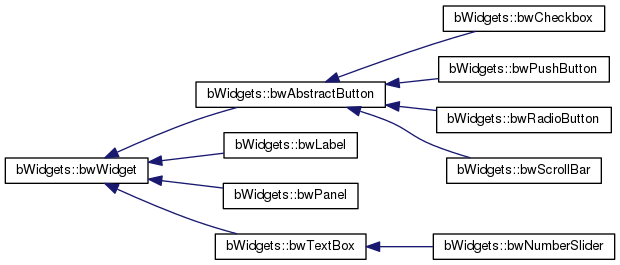 bWidgets::bwCheckbox
bWidgets::bwPushButton
bWidgets::bwAbstractButton
bWidgets::bwRadioButton
bWidgets::bwLabel
bWidgets::bwScrollBar
bWidgets::bwWidget
bWidgets::bwPanel
bWidgets::bwTextBox
bWidgets::bwNumberSlider